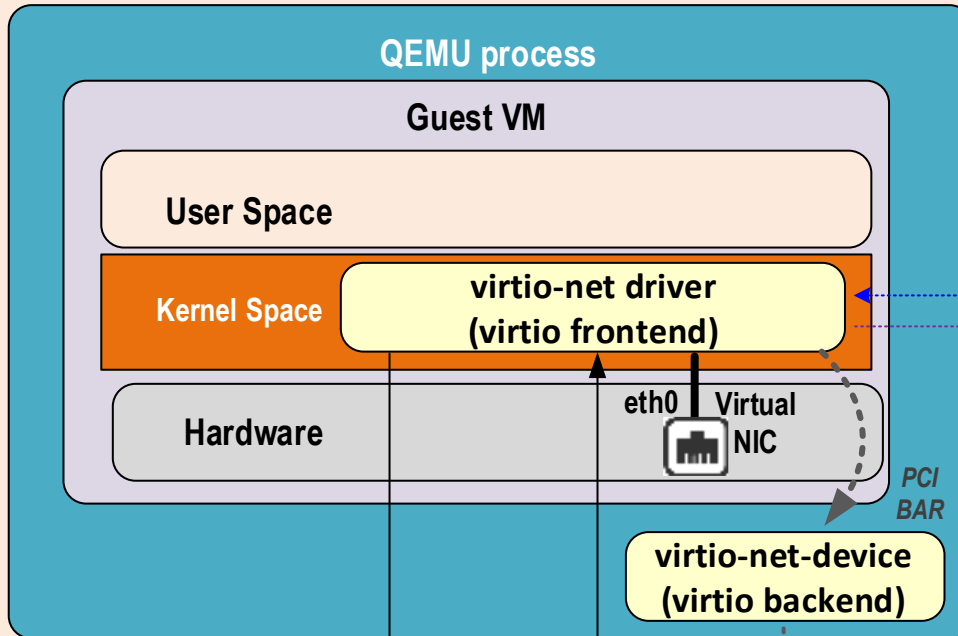 QEMU process
Guest VM
User Space
Kernel Space
virtio-net driver
(virtio frontend)
Hardware
eth0
Virtual
NIC
PCI
BAR
virtio-net-device
(virtio backend)